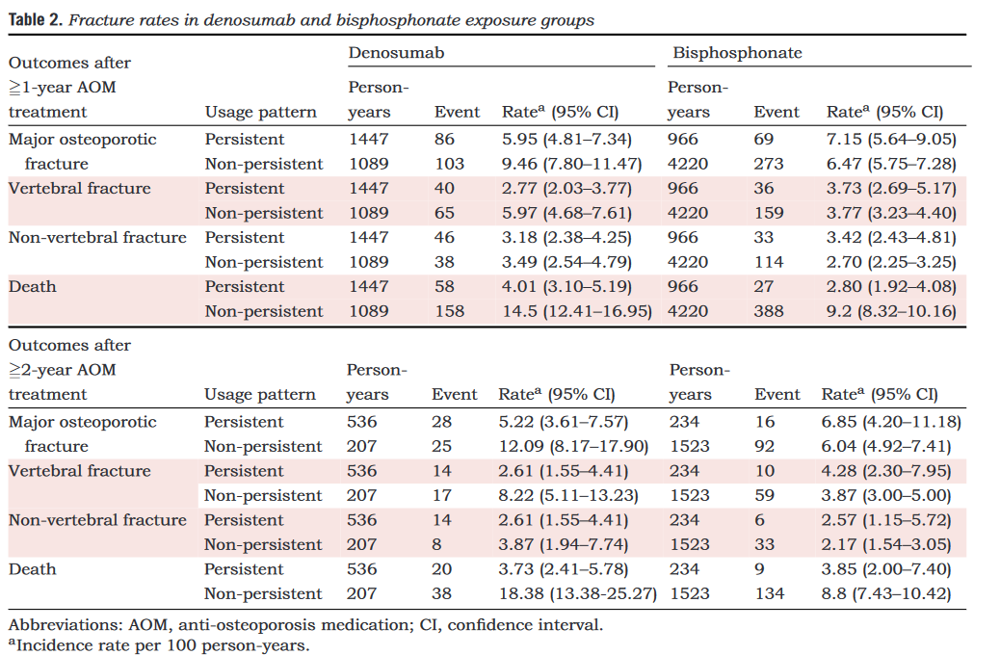 Table 2. Fracture rates in denosumab and bisphosphonate exposure groups
Denosumab Bisphosphonate
Outcomes after
≧1-year AOM Person- Person-
treatment Usage pattern years Event Rateᵃ (95% CI) years Event Rateᵃ (95% CI)
Major osteoporotic Persistent 1447 86 5.95 (4.81–7.34) 966 69 7.15 (5.64–9.05)
fracture Non-persistent 1089 103 9.46 (7.80–11.47) 4220 273 6.47 (5.75–7.28)
Vertebral fracture Persistent 1447 40 2.77 (2.03–3.77) 966 36 3.73 (2.69–5.17)
Non-persistent 1089 65 5.97 (4.68–7.61) 4220 159 3.77 (3.23–4.40)
Non-vertebral fracture Persistent 1447 46 3.18 (2.38–4.25) 966 33 3.42 (2.43–4.81)
Non-persistent 1089 38 3.49 (2.54–4.79) 4220 114 2.70 (2.25–3.25)
Death Persistent 1447 58 4.01 (3.10–5.19) 966 27 2.80 (1.92–4.08)
Non-persistent 1089 158 14.5 (12.41–16.95) 4220 388 9.2 (8.32–10.16)
Outcomes after
≧2-year AOM Person- Person-
treatment Usage pattern years Event Rateᵃ (95% CI) years Event Rateᵃ (95% CI)
Major osteoporotic Persistent 536 28 5.22 (3.61–7.57) 234 16 6.85 (4.20–11.18)
fracture Non-persistent 207 25 12.09 (8.17–17.90) 1523 92 6.04 (4.92–7.41)
Vertebral fracture Persistent 536 14 2.61 (1.55–4.41) 234 10 4.28 (2.30–7.95)
Non-persistent 207 17 8.22 (5.11–13.23) 1523 59 3.87 (3.00–5.00)
Non-vertebral fracture Persistent 536 14 2.61 (1.55–4.41) 234 6 2.57 (1.15–5.72)
Non-persistent 207 8 3.87 (1.94–7.74) 1523 33 2.17 (1.54–3.05)
Death Persistent 536 20 3.73 (2.41–5.78) 234 9 3.85 (2.00–7.40)
Non-persistent 207 38 18.38 (13.38-25.27) 1523 134 8.8 (7.43–10.42)
Abbreviations: AOM, anti-osteoporosis medication; CI, confidence interval.
ᵃIncidence rate per 100 person-years.